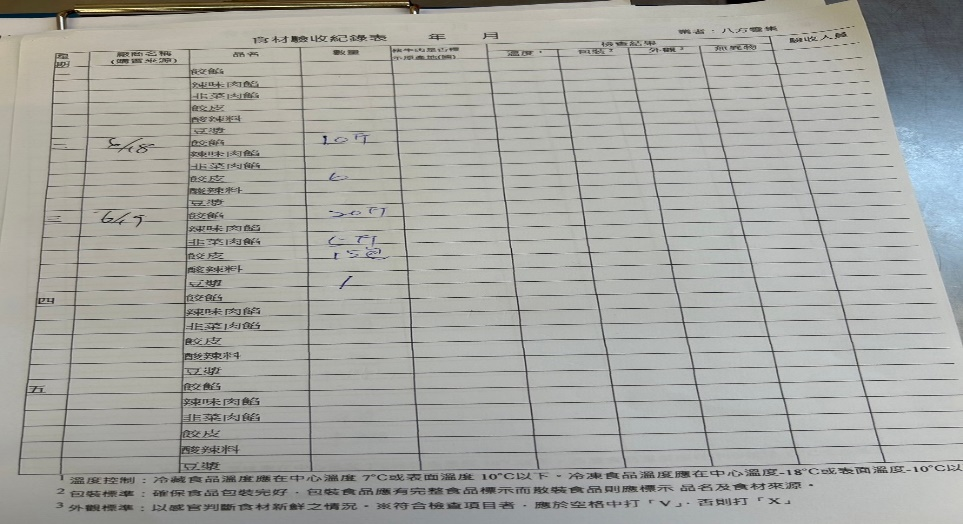 食材驗收紀錄表 年 月 業者：八方雲集
星期 廠商名稱(購買來源) 品名 數量 檢查結果 驗收人員
溫度¹ 包裝² 外觀³ 無異物
餃餡
辣味肉餡
韭菜肉餡
餃皮
酸辣料
豆漿
二 6/18 餃餡 10斤
辣味肉餡
韭菜肉餡
餃皮 6
酸辣料
豆漿
三 6/19 餃餡 20斤
辣味肉餡
韭菜肉餡
餃皮 15包
酸辣料
豆漿 1
四 餃餡
辣味肉餡
韭菜肉餡
餃皮
酸辣料
豆漿
五 餃餡
辣味肉餡
韭菜肉餡
餃皮
酸辣料
豆漿
¹ 溫度控制：冷藏食品溫度應在中心溫度 7°C或表面溫度 10°C以下。冷凍食品溫度應在中心溫度-18°C或表面溫度-10°C以
² 包裝標準：確保食品包裝完好，包裝食品應有完整食品標示而散裝食品則應標示 品名及食材來源。
³ 外觀標準：以感官判斷食材新鮮之情況。※符合檢查項目者，應於空格中打「V」，否則打「X」